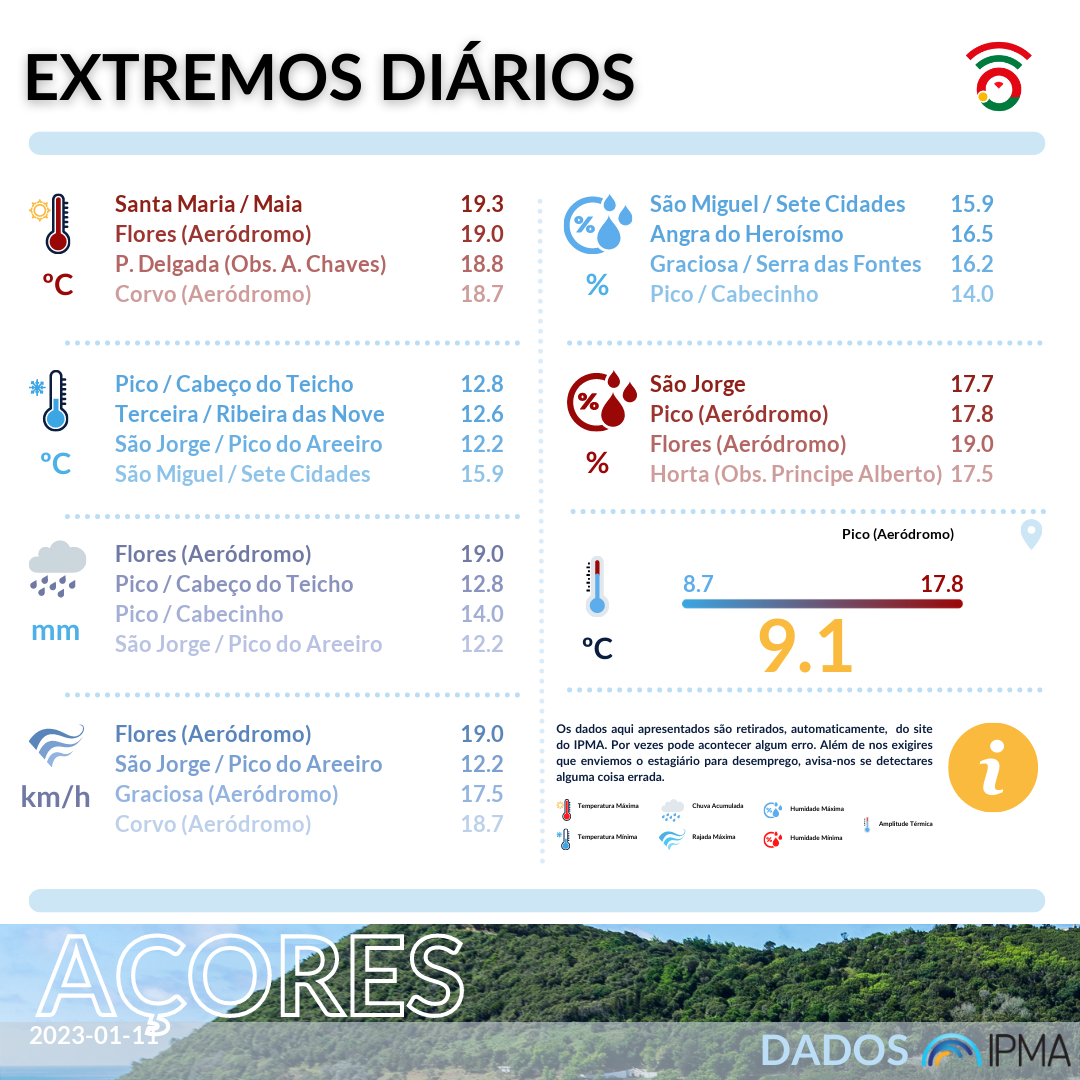 EXTREMOS DIÁRIOS
Santa Maria / Maia 19.3
Flores (Aeródromo) 19.0
P. Delgada (Obs. A. Chaves) 18.8
Corvo (Aeródromo) 18.7
ºC
Pico / Cabeço do Teicho 12.8
Terceira / Ribeira das Nove 12.6
São Jorge / Pico do Areeiro 12.2
São Miguel / Sete Cidades 15.9
ºC
Flores (Aeródromo) 19.0
Pico / Cabeço do Teicho 12.8
Pico / Cabecinho 14.0
São Jorge / Pico do Areeiro 12.2
mm
Flores (Aeródromo) 19.0
São Jorge / Pico do Areeiro 12.2
Graciosa (Aeródromo) 17.5
Corvo (Aeródromo) 18.7
km/h
%
São Miguel / Sete Cidades 15.9
Angra do Heroísmo 16.5
Graciosa / Serra das Fontes 16.2
Pico / Cabecinho 14.0
%
%
São Jorge 17.7
Pico (Aeródromo) 17.8
Flores (Aeródromo) 19.0
Horta (Obs. Principe Alberto) 17.5
%
Pico (Aeródromo)
8.7 17.8
9.1
ºC
Os dados aqui apresentados são retirados, automaticamente, do site
do IPMA. Por vezes pode acontecer algum erro. Além de nos exigires
que enviemos o estagiário para desemprego, avisa-nos se detectares
alguma coisa errada.
i
Temperatura Máxima
Chuva Acumulada
Humidade Máxima
Amplitude Térmica
Temperatura Mínima
Rajada Máxima
Humidade Mínima
AÇORES
2023-01-11
DADOS IPMA